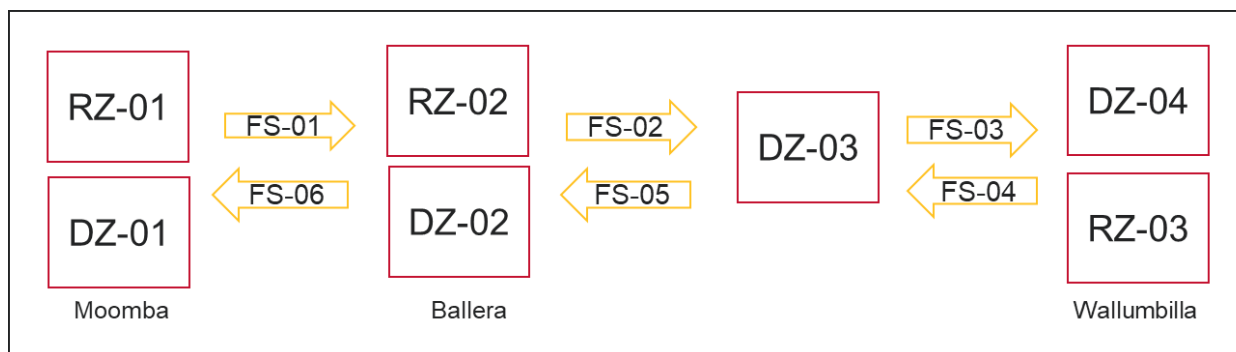 RZ-01
FS-01
RZ-02
FS-02
DZ-03
FS-03
DZ-04
DZ-01
FS-06
DZ-02
FS-05
FS-04
RZ-03
Moomba
Ballera
Wallumbilla